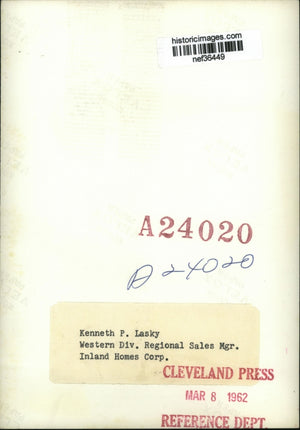 historicimages.com
nef36449
A24020
A24020
Kenneth P. Lasky
Western Div. Regional Sales Mgr.
Inland Homes Corp.
CLEVELAND PRESS
MAR 8 1962
REFERENCE DEPT.